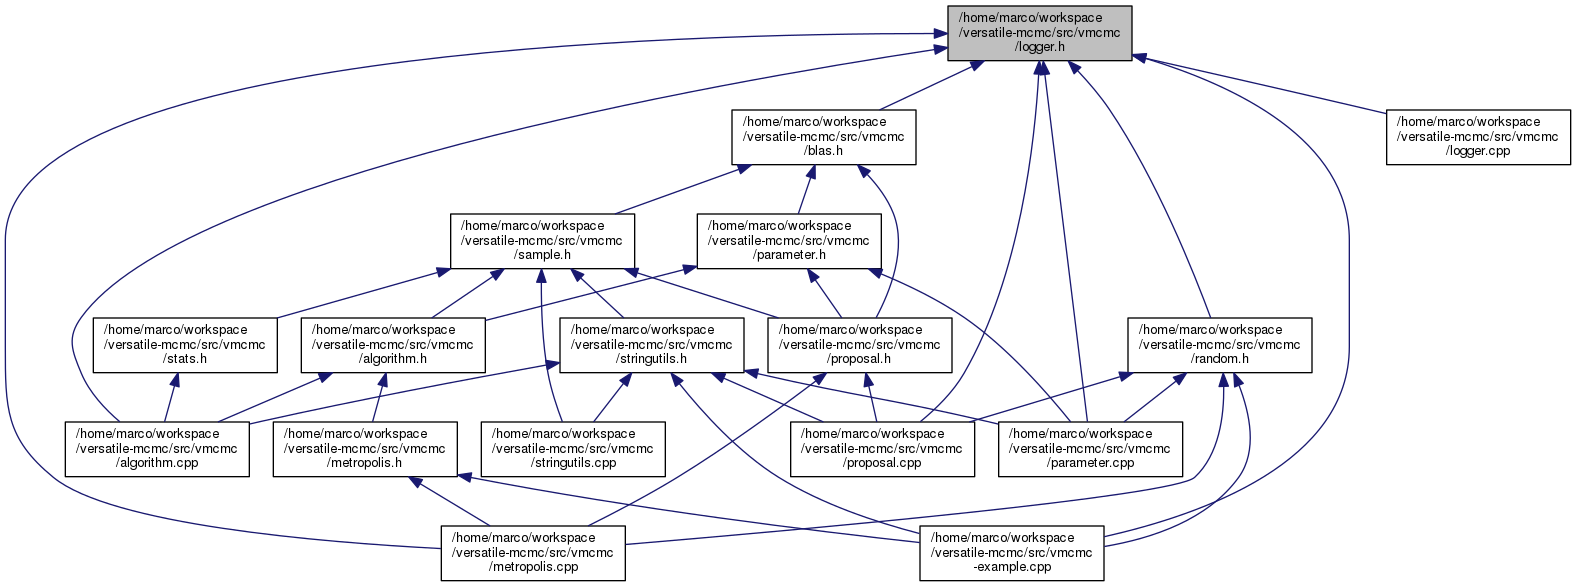 /home/marco/workspace
/versatile-mcmc/src/vmcmc
/logger.h
/home/marco/workspace
/versatile-mcmc/src/vmcmc
/blas.h
/home/marco/workspace
/versatile-mcmc/src/vmcmc
/logger.cpp
/home/marco/workspace
/versatile-mcmc/src/vmcmc
/sample.h
/home/marco/workspace
/versatile-mcmc/src/vmcmc
/parameter.h
/home/marco/workspace
/versatile-mcmc/src/vmcmc
/stats.h
/home/marco/workspace
/versatile-mcmc/src/vmcmc
/algorithm.h
/home/marco/workspace
/versatile-mcmc/src/vmcmc
/stringutils.h
/home/marco/workspace
/versatile-mcmc/src/vmcmc
/proposal.h
/home/marco/workspace
/versatile-mcmc/src/vmcmc
/random.h
/home/marco/workspace
/versatile-mcmc/src/vmcmc
/algorithm.cpp
/home/marco/workspace
/versatile-mcmc/src/vmcmc
/metropolis.h
/home/marco/workspace
/versatile-mcmc/src/vmcmc
/stringutils.cpp
/home/marco/workspace
/versatile-mcmc/src/vmcmc
/proposal.cpp
/home/marco/workspace
/versatile-mcmc/src/vmcmc
/parameter.cpp
/home/marco/workspace
/versatile-mcmc/src/vmcmc
/metropolis.cpp
/home/marco/workspace
/versatile-mcmc/src/vmcmc
-example.cpp